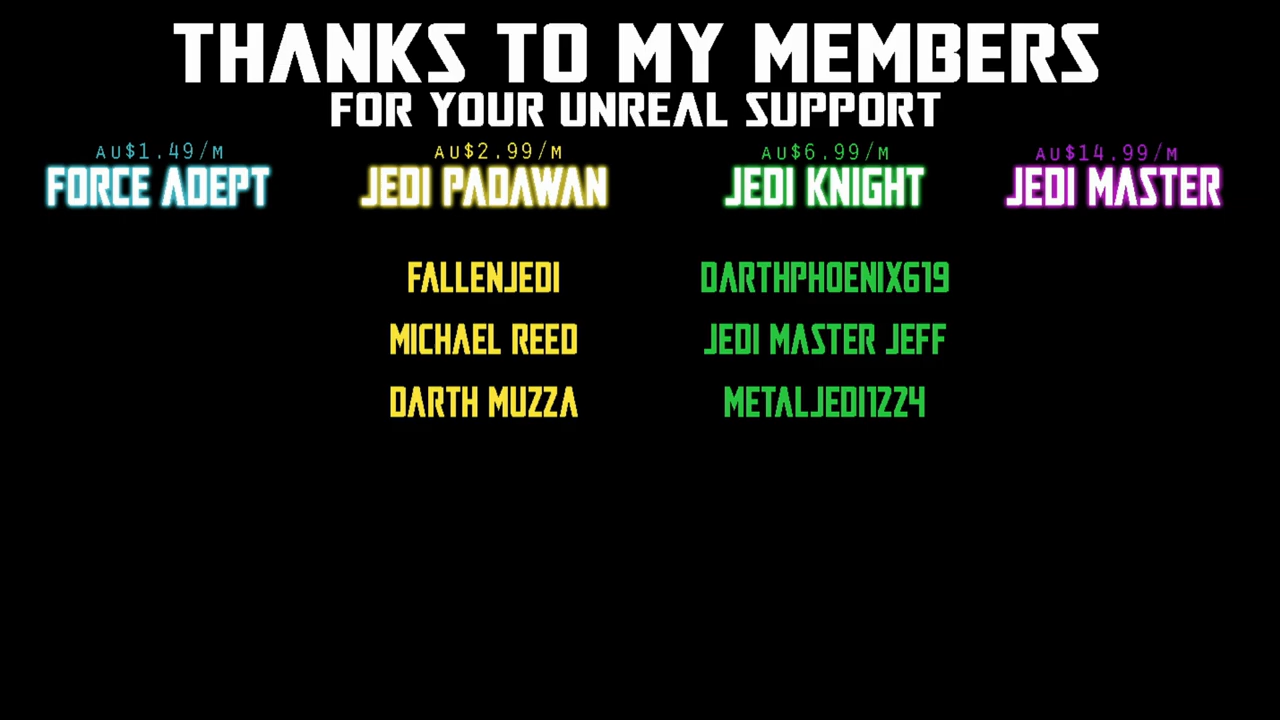 THANKS TO MY MEMBERS
FOR YOUR UNREAL SUPPORT
AU$1.49/M AU$2.99/M AU$6.99/M AU$14.99/M
FORCE ADEPT JEDI PADAWAN JEDI KNIGHT JEDI MASTER
FALLENJEDI DARTHPHOENIX619
MICHAEL REED JEDI MASTER JEFF
DARTH MUZZA METALJEDI1224